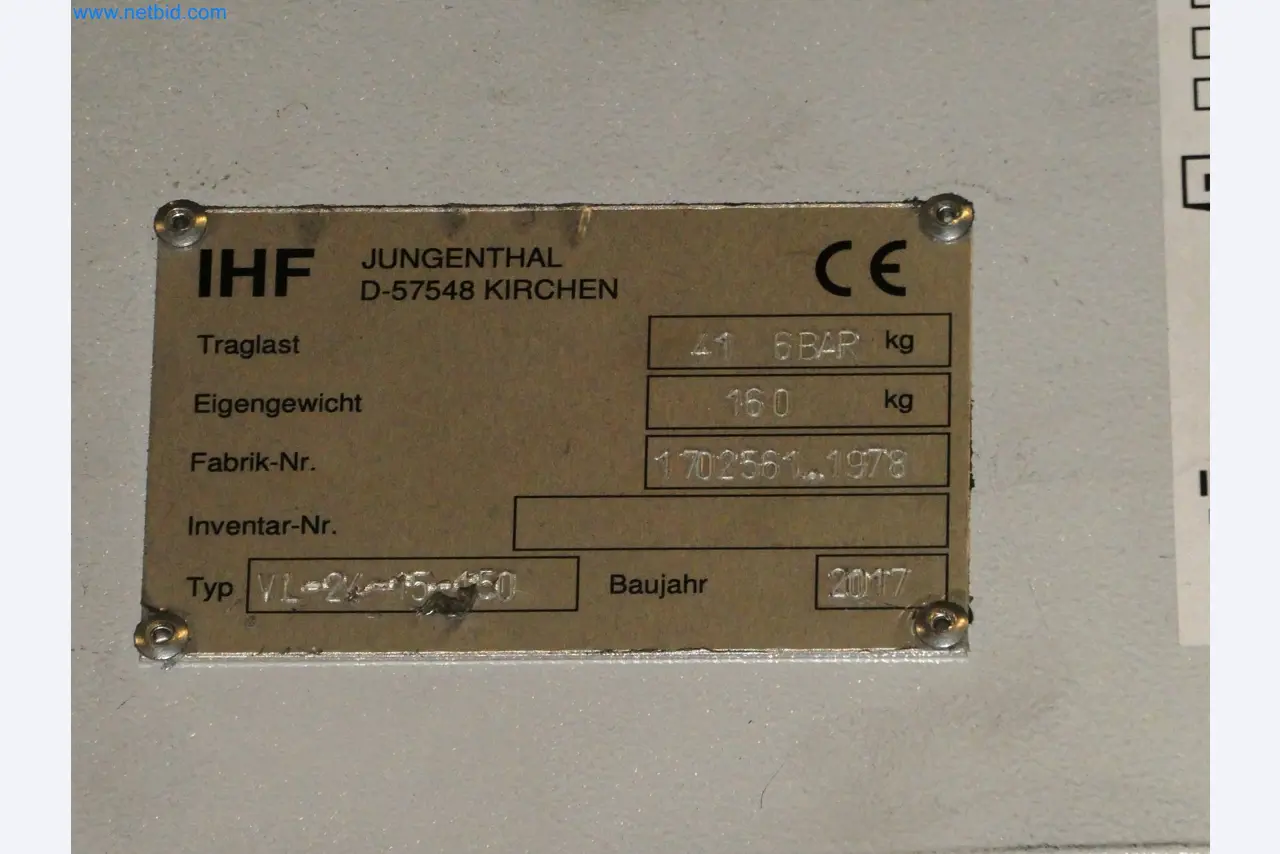 www.netbid.com
IHF JUNGENTHAL CE
D-57548 KIRCHEN
Traglast 41 6BAR kg
Eigengewicht 160 kg
Fabrik-Nr. 1702561...1978
Inventar-Nr.
Typ Baujahr 2017